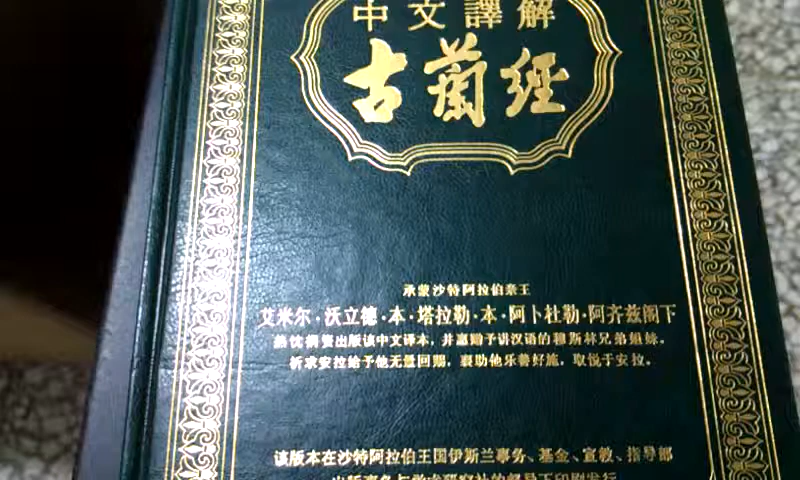 中文譯解
古蘭經
承蒙沙特阿拉伯亲王
艾米尔·沃立德·本·塔拉勒·本·阿卜杜勒·阿齐兹阁下
热忱捐资出版该中文译本，并惠赠予讲汉语的穆斯林兄弟姐妹。
祈求安拉给予他无量回赐，襄助他乐善好施，取悦于安拉。
该版本在沙特阿拉伯王国伊斯兰事务、基金、宣教、指导部